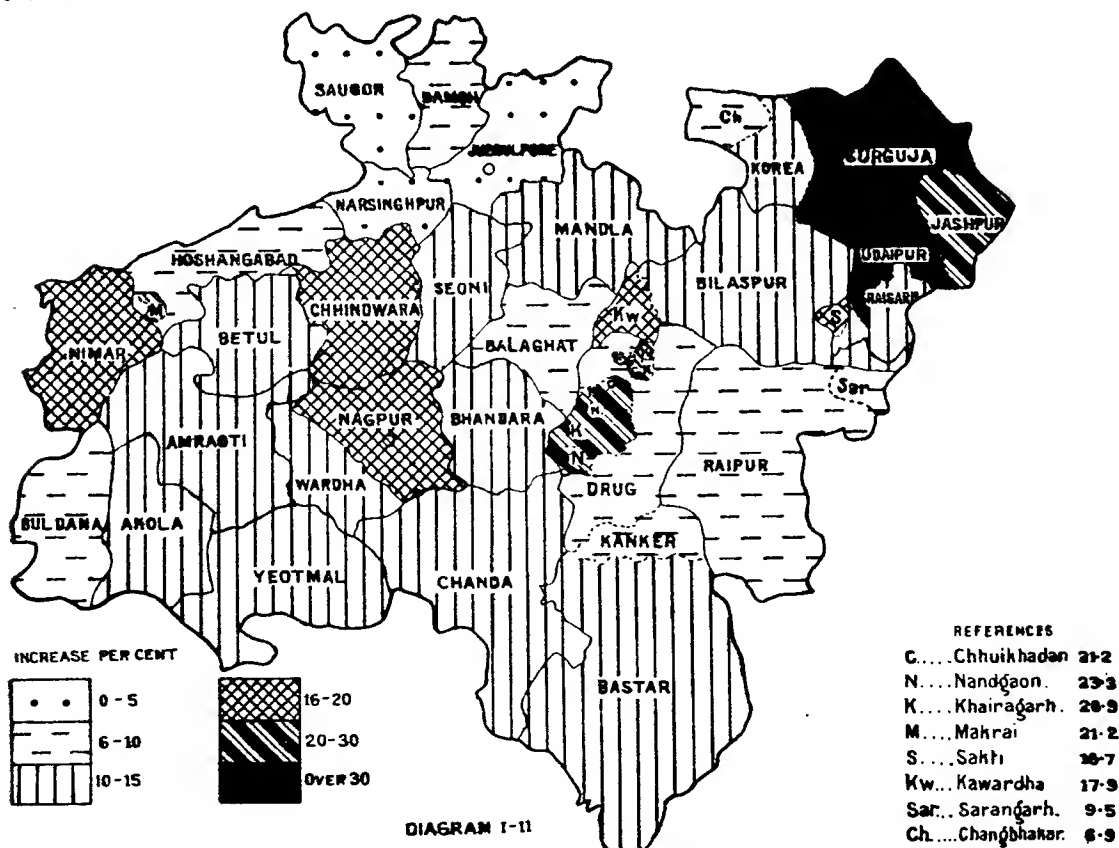 SAUGOR
DAMOH
JUBBULPORE
Ch
KOREA
SURGUJA
JASHPUR
NARSINGHPUR
MANDLA
HOSHANGABAD
UDAIPUR
BILASPUR
RAIGARH
SEONI
CHHINDWARA
M
BETUL
Kw
S
NIMAR
BALAGHAT
Sar
NAGPUR
BHANDARA
K
N
AMRAOTI
RAIPUR
WARDHA
DRUG
BULDANA
AKOLA
KANKER
YEOTMAL
CHANDA
BASTAR
INCREASE PER CENT
0-5
6-10
10-15
16-20
20-30
OVER 30
DIAGRAM I-11
REFERENCES
C.....Chhuikhadan 21·2
N.....Nandgaon. 23·3
K.....Khairagarh.
M.....Makrai 21·2
S.....Sakti
Kw...Kawardha 17·9
Sar...Sarangarh. 9·5
Ch.....Changbhakar. 6·9